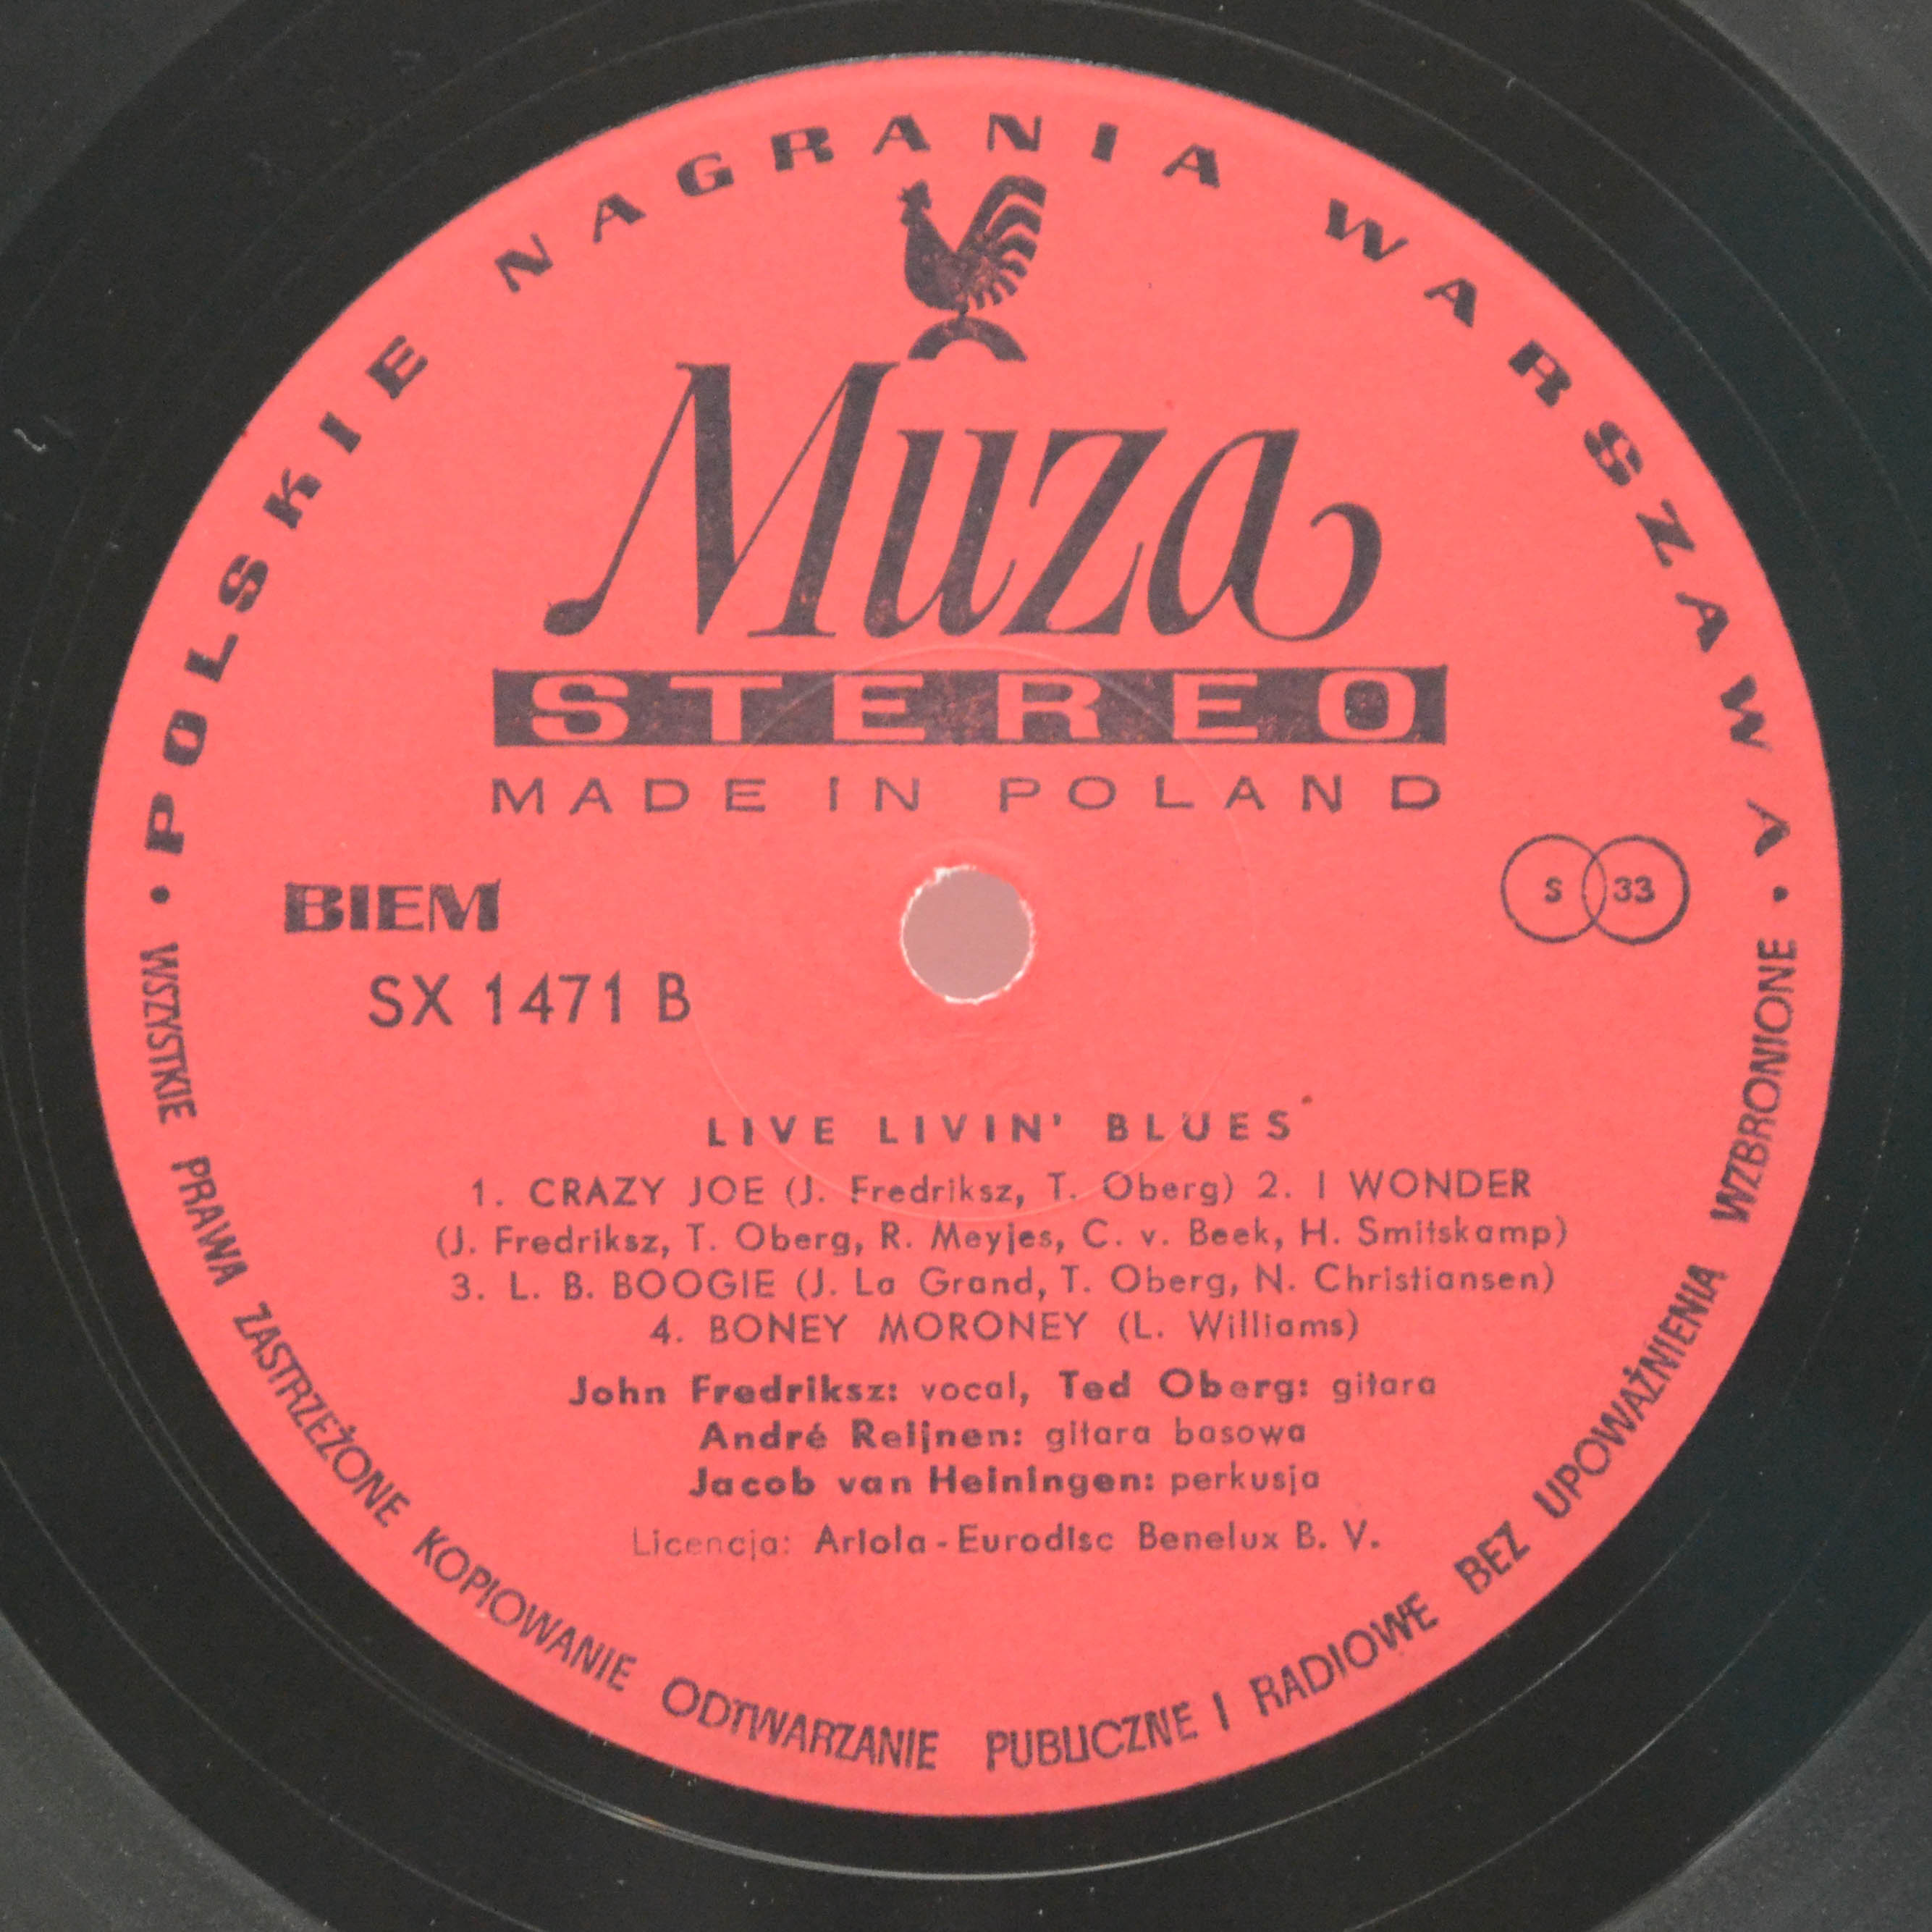 • POLSKIE NAGRANIA WARSZAWA •
Muza
STEREO
MADE IN POLAND
BIEM
S 33
SX 1471 B
LIVE LIVIN' BLUES
1. CRAZY JOE (J. Fredriksz, T. Oberg) 2. I WONDER
(J. Fredriksz, T. Oberg, R. Meyjes, C. v. Beek, H. Smitskamp)
3. L. B. BOOGIE (J. La Grand, T. Oberg, N. Christiansen)
4. BONEY MORONEY (L. Williams)
John Fredriksz: vocal, Ted Oberg: gitara
André Reijnen: gitara basowa
Jacob van Heiningen: perkusja
Licencja: Ariola - Eurodisc Benelux B. V.
WSZYSTKIE PRAWA ZASTRZEŻONE KOPIOWANIE ODTWARZANIE PUBLICZNE I RADIOWE BEZ UPOWAŻNIENIA WZBRONIONE